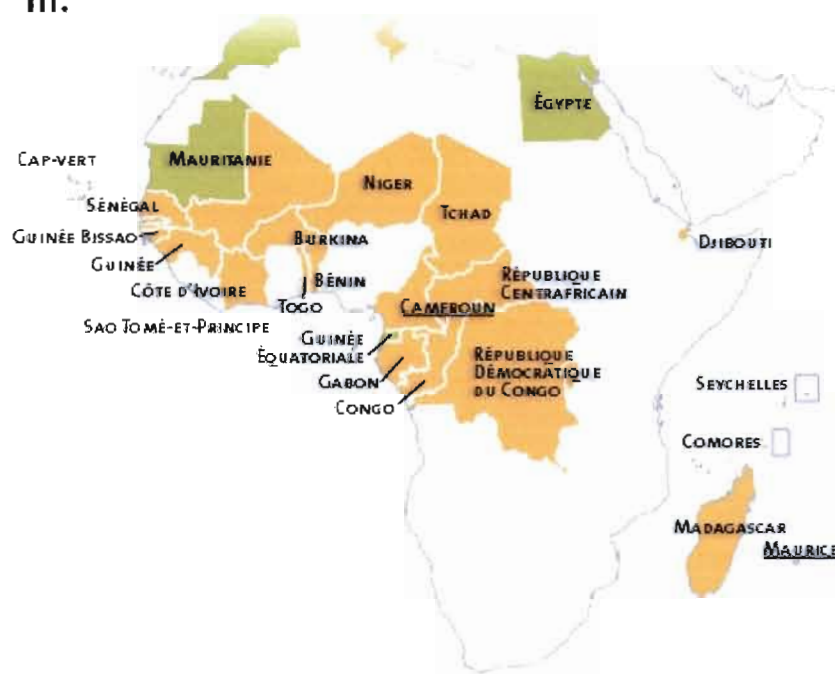 m.
ÉGYPTE
CAP-VERT
MAURITANIE
NIGER
TCHAD
SÉNÉGAL
GUINÉE BISSAO
BURKINA
DJIBOUTI
GUINÉE
BÉNIN
CÔTE D'IVOIRE
TOGO
RÉPUBLIQUE
CENTRAFRICAIN
CAMEROUN
SAO TOMÉ-ET-PRINCIPE
GUINÉE
ÉQUATORIALE
GABON
CONGO
RÉPUBLIQUE
DÉMOCRATIQUE
DU CONGO
SEYCHELLES
COMORES
MADAGASCAR
MAURICE